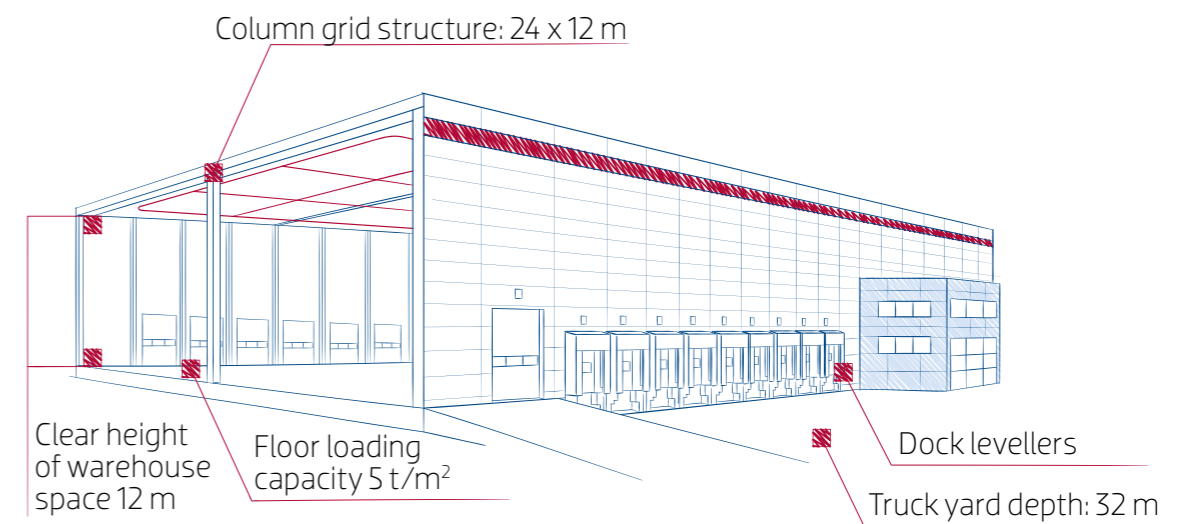 Column grid structure: 24 x 12 m
Clear height
of warehouse
space 12 m
Floor loading
capacity 5 t/m²
Dock levellers
Truck yard depth: 32 m